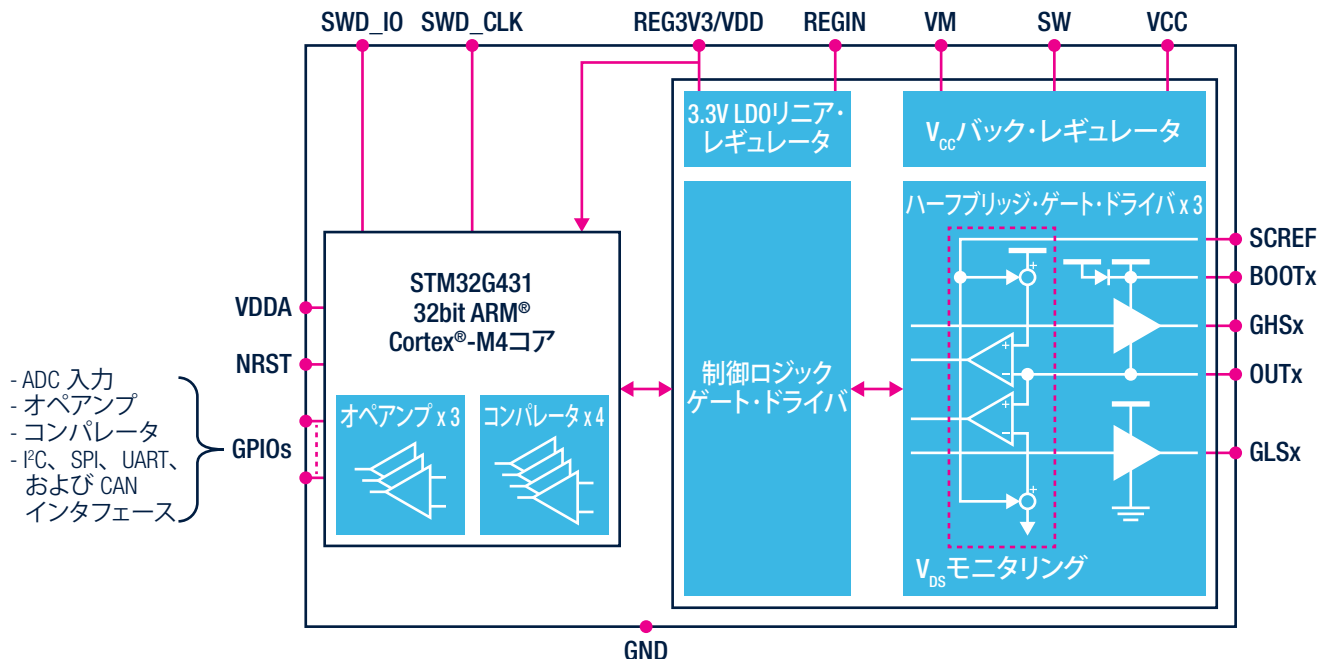 SWD_IO SWD_CLK REG3V3/VDD REGIN VM SW VCC
3.3V LDOリニア・
レギュレータ
VCCバック・レギュレータ
ハーフブリッジ・ゲート・ドライバ x 3
SCREF
BOOTx
GHSx
OUTx
GLSx
STM32G431
32bit ARM®
Cortex®-M4コア
VDDA
NRST
GPIOs
- ADC 入力
- オペアンプ
- コンパレータ
- I²C、SPI、UART、
および CAN
インタフェース
オペアンプ x 3
コンパレータ x 4
制御ロジック
ゲート・ドライバ
+
+
−
+
−
+
VDSモニタリング
GND